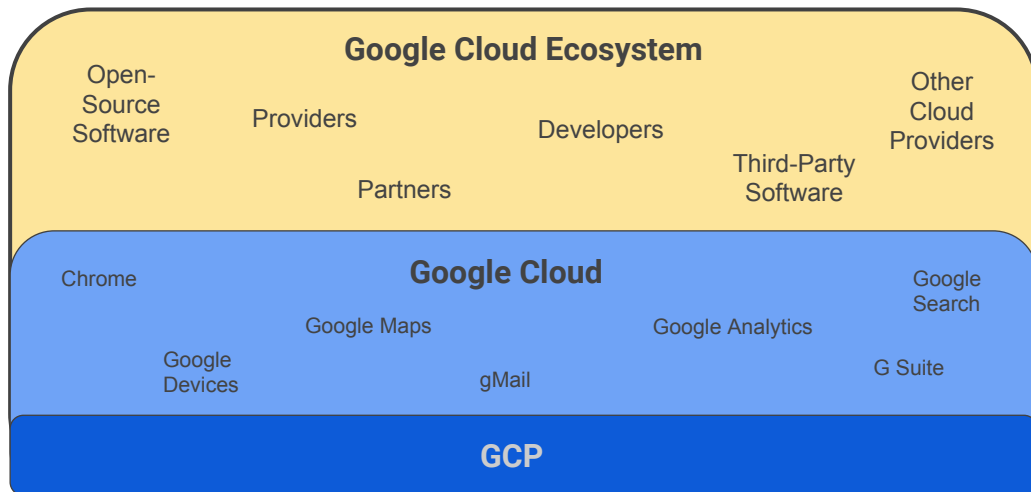 Google Cloud Ecosystem
Open-
Source
Software
Providers
Developers
Other
Cloud
Providers
Partners
Third-Party
Software
Google Cloud
Chrome
Google
Search
Google Maps
Google Analytics
Google
Devices
gMail
G Suite
GCP